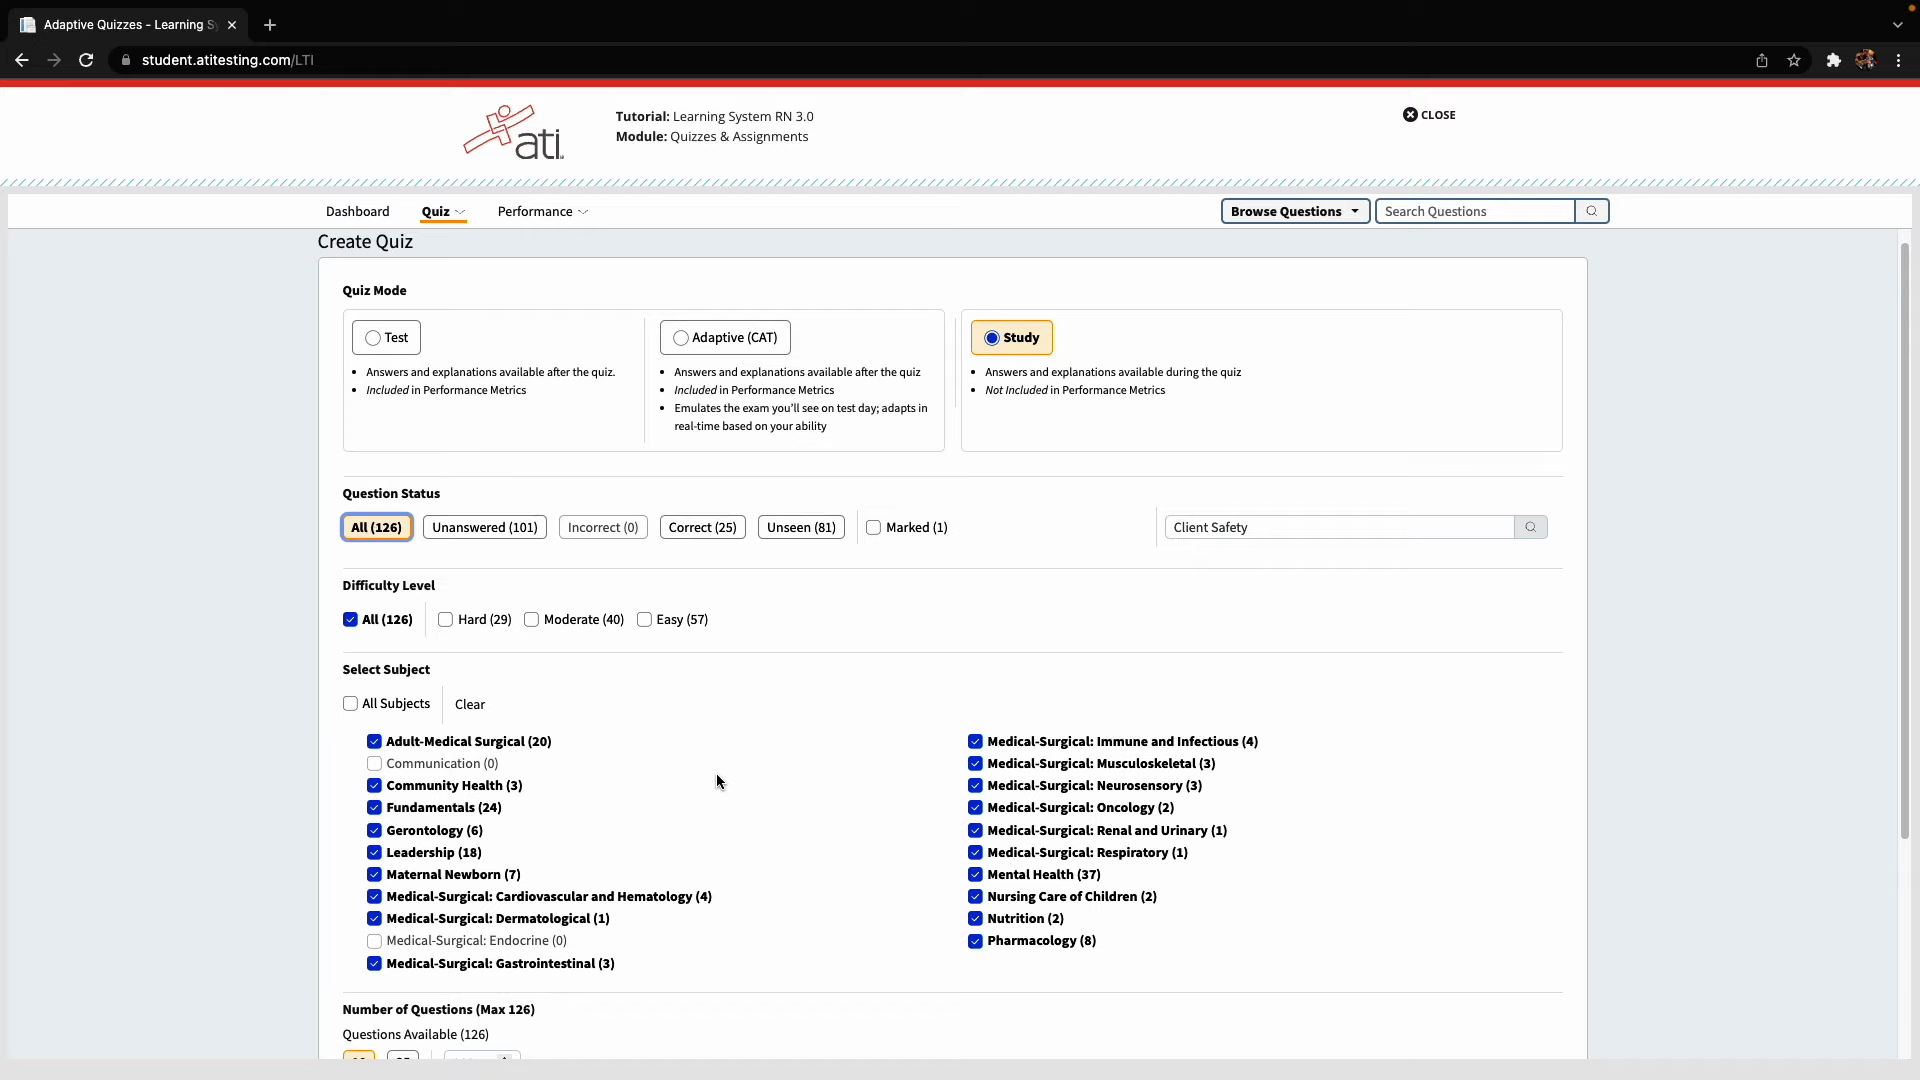 Adaptive Quizzes - Learning S
student.atitesting.com/LTI
ati
Tutorial: Learning System RN 3.0
Module: Quizzes & Assignments
CLOSE
Dashboard
Quiz
Performance
Browse Questions
Search Questions
Create Quiz
Quiz Mode
Test
Answers and explanations available after the quiz.
Included in Performance Metrics
Adaptive (CAT)
Answers and explanations available after the quiz
Included in Performance Metrics
Emulates the exam you'll see on test day; adapts in
real-time based on your ability
Study
Answers and explanations available during the quiz
Not Included in Performance Metrics
Question Status
All (126)
Unanswered (101)
Incorrect (0)
Correct (25)
Unseen (81)
Marked (1)
Client Safety
Difficulty Level
All (126)
Hard (29)
Moderate (40)
Easy (57)
Select Subject
All Subjects
Clear
Adult-Medical Surgical (20)
Communication (0)
Community Health (3)
Fundamentals (24)
Gerontology (6)
Leadership (18)
Maternal Newborn (7)
Medical-Surgical: Cardiovascular and Hematology (4)
Medical-Surgical: Dermatological (1)
Medical-Surgical: Endocrine (0)
Medical-Surgical: Gastrointestinal (3)
Medical-Surgical: Immune and Infectious (4)
Medical-Surgical: Musculoskeletal (3)
Medical-Surgical: Neurosensory (3)
Medical-Surgical: Oncology (2)
Medical-Surgical: Renal and Urinary (1)
Medical-Surgical: Respiratory (1)
Mental Health (37)
Nursing Care of Children (2)
Nutrition (2)
Pharmacology (8)
Number of Questions (Max 126)
Questions Available (126)